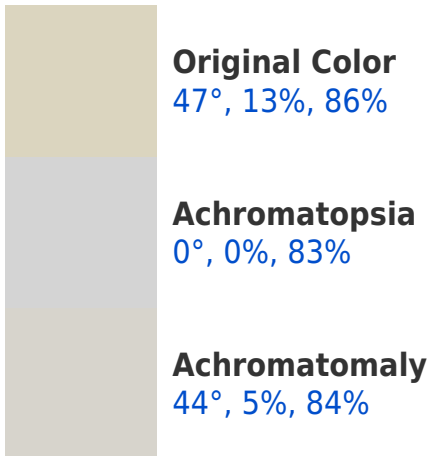 Original Color
47°, 13%, 86%
Achromatopsia
0°, 0%, 83%
Achromatomaly
44°, 5%, 84%